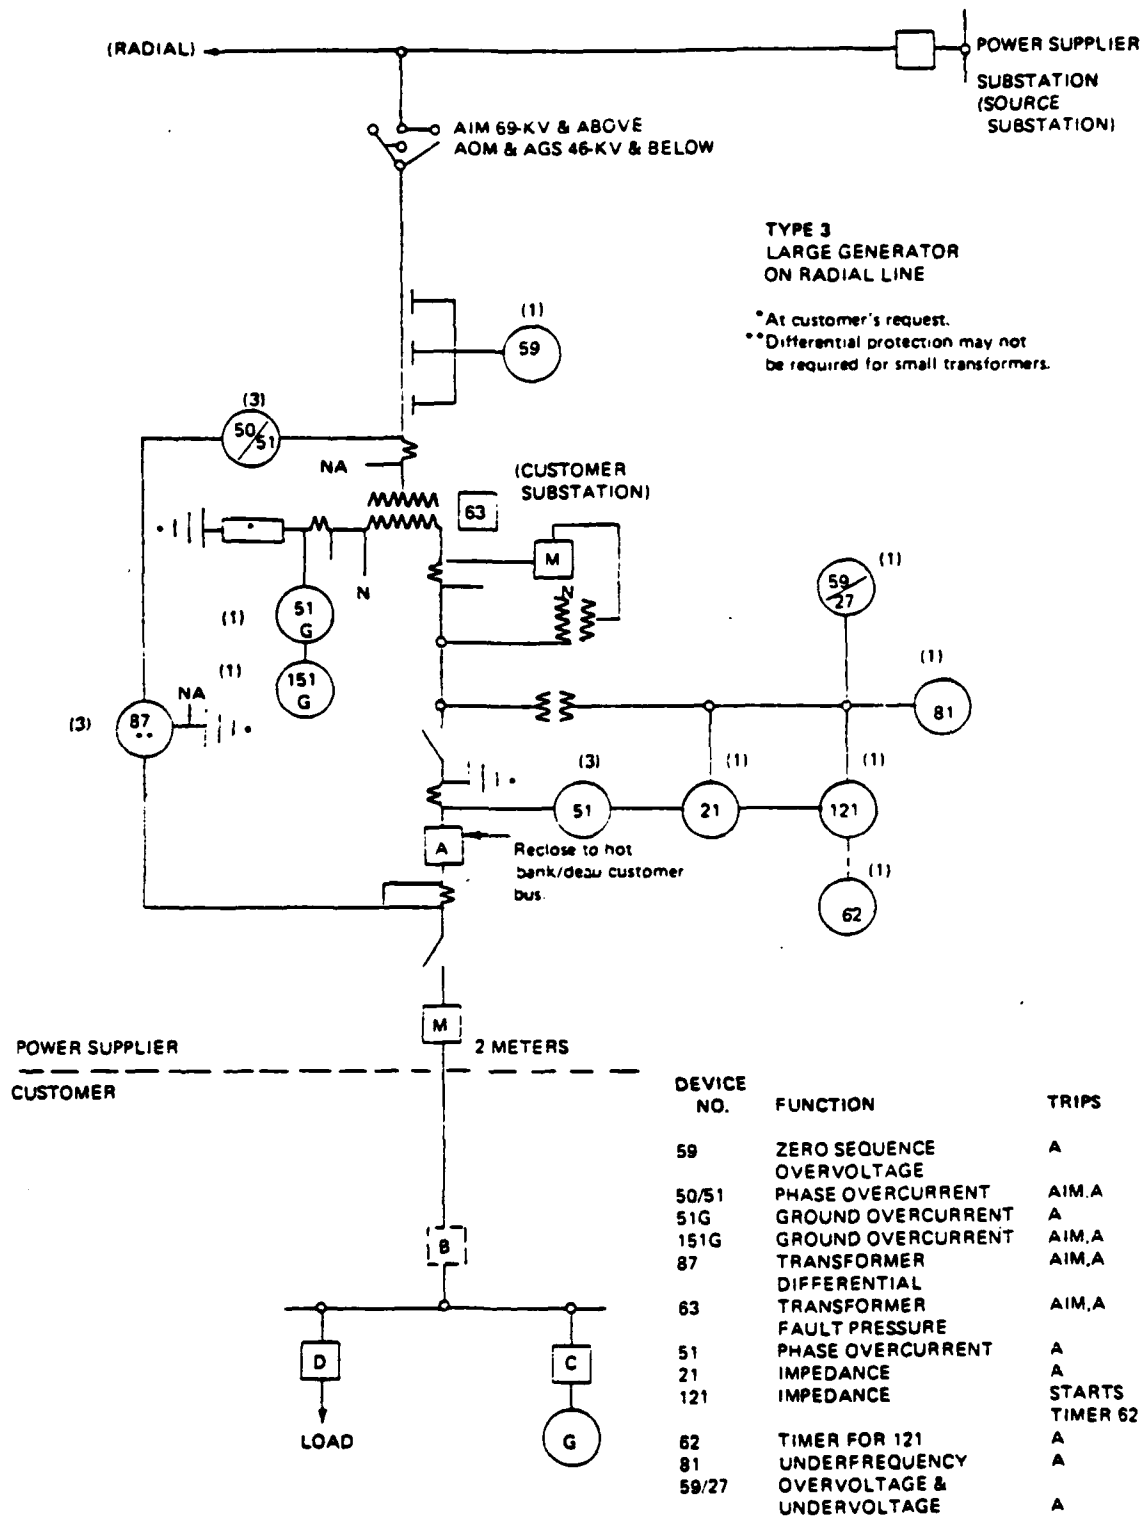 (RADIAL)
POWER SUPPLIER
SUBSTATION
(SOURCE
SUBSTATION)
AIM 69-KV & ABOVE
AOM & AGS 46-KV & BELOW
TYPE 3
LARGE GENERATOR
ON RADIAL LINE
*At customer's request.
**Differential protection may not
be required for small transformers.
(1)
59
(3)
50/51
NA
(CUSTOMER
SUBSTATION)
63
*
*
M
N
N
59/27
(1)
(1)
51
G
(1)
151
G
NA
(3)
87
**
*
(1)
81
(3)
(1)
(1)
*
51
21
121
A
Reclose to hot
bank/dead customer
bus.
(1)
62
M
2 METERS
POWER SUPPLIER
CUSTOMER
B
D
C
LOAD
G
DEVICE
NO. FUNCTION TRIPS
59 ZERO SEQUENCE A
OVERVOLTAGE
50/51 PHASE OVERCURRENT AIM,A
51G GROUND OVERCURRENT A
151G GROUND OVERCURRENT AIM,A
87 TRANSFORMER AIM,A
DIFFERENTIAL
63 TRANSFORMER AIM,A
FAULT PRESSURE
51 PHASE OVERCURRENT A
21 IMPEDANCE A
121 IMPEDANCE STARTS
TIMER 62
62 TIMER FOR 121 A
81 UNDERFREQUENCY A
59/27 OVERVOLTAGE &
UNDERVOLTAGE A